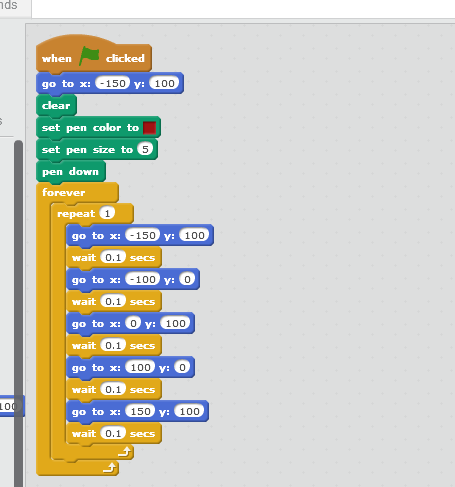 nds
when clicked
go to x: -150 y: 100
clear
set pen color to
set pen size to 5
pen down
forever
repeat 1
go to x: -150 y: 100
wait 0.1 secs
go to x: -100 y: 0
wait 0.1 secs
go to x: 0 y: 100
wait 0.1 secs
go to x: 100 y: 0
wait 0.1 secs
100
go to x: 150 y: 100
wait 0.1 secs